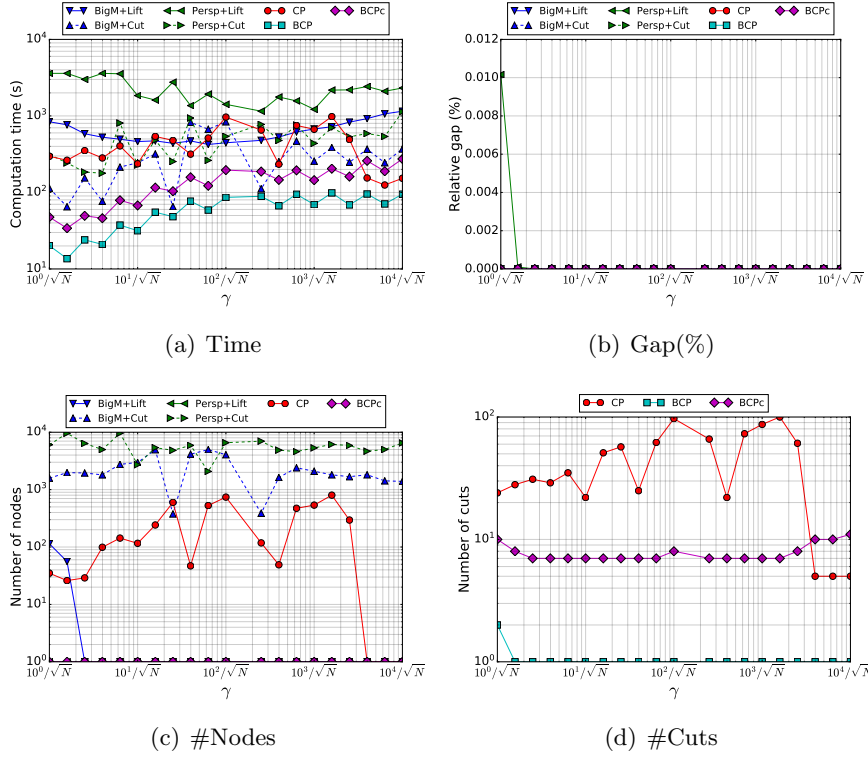 BigM+Lift Persp+Lift CP BCPc
BigM+Cut Persp+Cut BCP
Computation time (s)
10^4
10^3
10^2
10^1
10^0/√N 10^1/√N 10^2/√N 10^3/√N 10^4/√N
γ
(a) Time
BigM+Lift Persp+Lift CP BCPc
BigM+Cut Persp+Cut BCP
Relative gap (%)
0.012
0.010
0.008
0.006
0.004
0.002
0.000
10^0/√N 10^1/√N 10^2/√N 10^3/√N 10^4/√N
γ
(b) Gap(%)
BigM+Lift Persp+Lift CP BCPc
BigM+Cut Persp+Cut
Number of nodes
10^4
10^3
10^2
10^1
10^0
10^0/√N 10^1/√N 10^2/√N 10^3/√N 10^4/√N
γ
(c) #Nodes
CP BCP BCPc
Number of cuts
10^2
10^1
10^0
10^0/√N 10^1/√N 10^2/√N 10^3/√N 10^4/√N
γ
(d) #Cuts